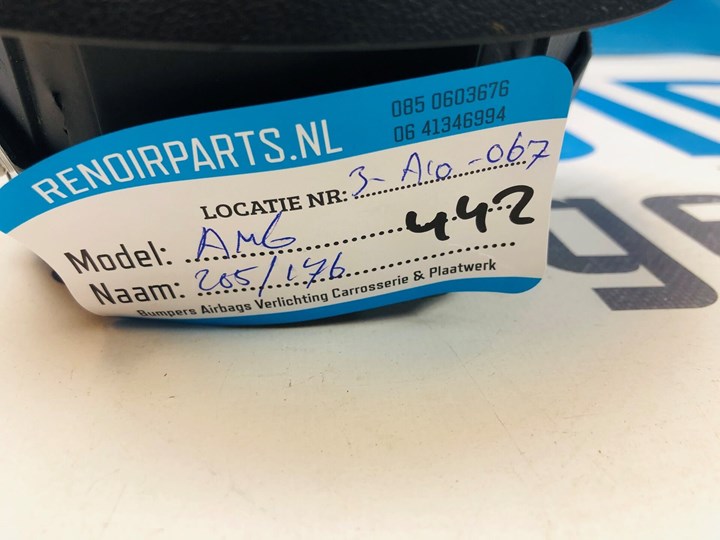 085 0603676
06 41346994
RENOIRPARTS.NL
LOCATIE NR: 3-A10-067
Model: AMG 442
Naam: 205/176
Bumpers Airbags Verlichting Carrosserie & Plaatwerk